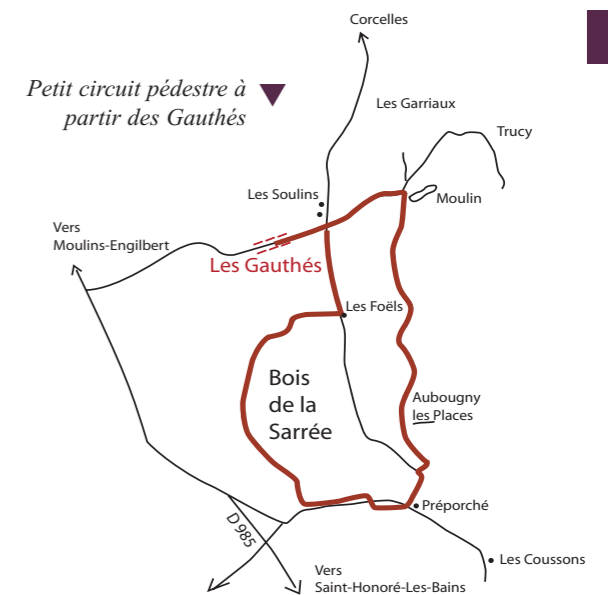 Corcelles
Petit circuit pédestre à
partir des Gauthés
Les Garriaux
Trucy
Les Soulins
Moulin
Vers
Moulins-Engilbert
Les Gauthés
Les Foëls
Bois
de la
Sarrée
Aubougny
les Places
Préporché
D 985
Les Coussons
Vers
Saint-Honoré-Les-Bains